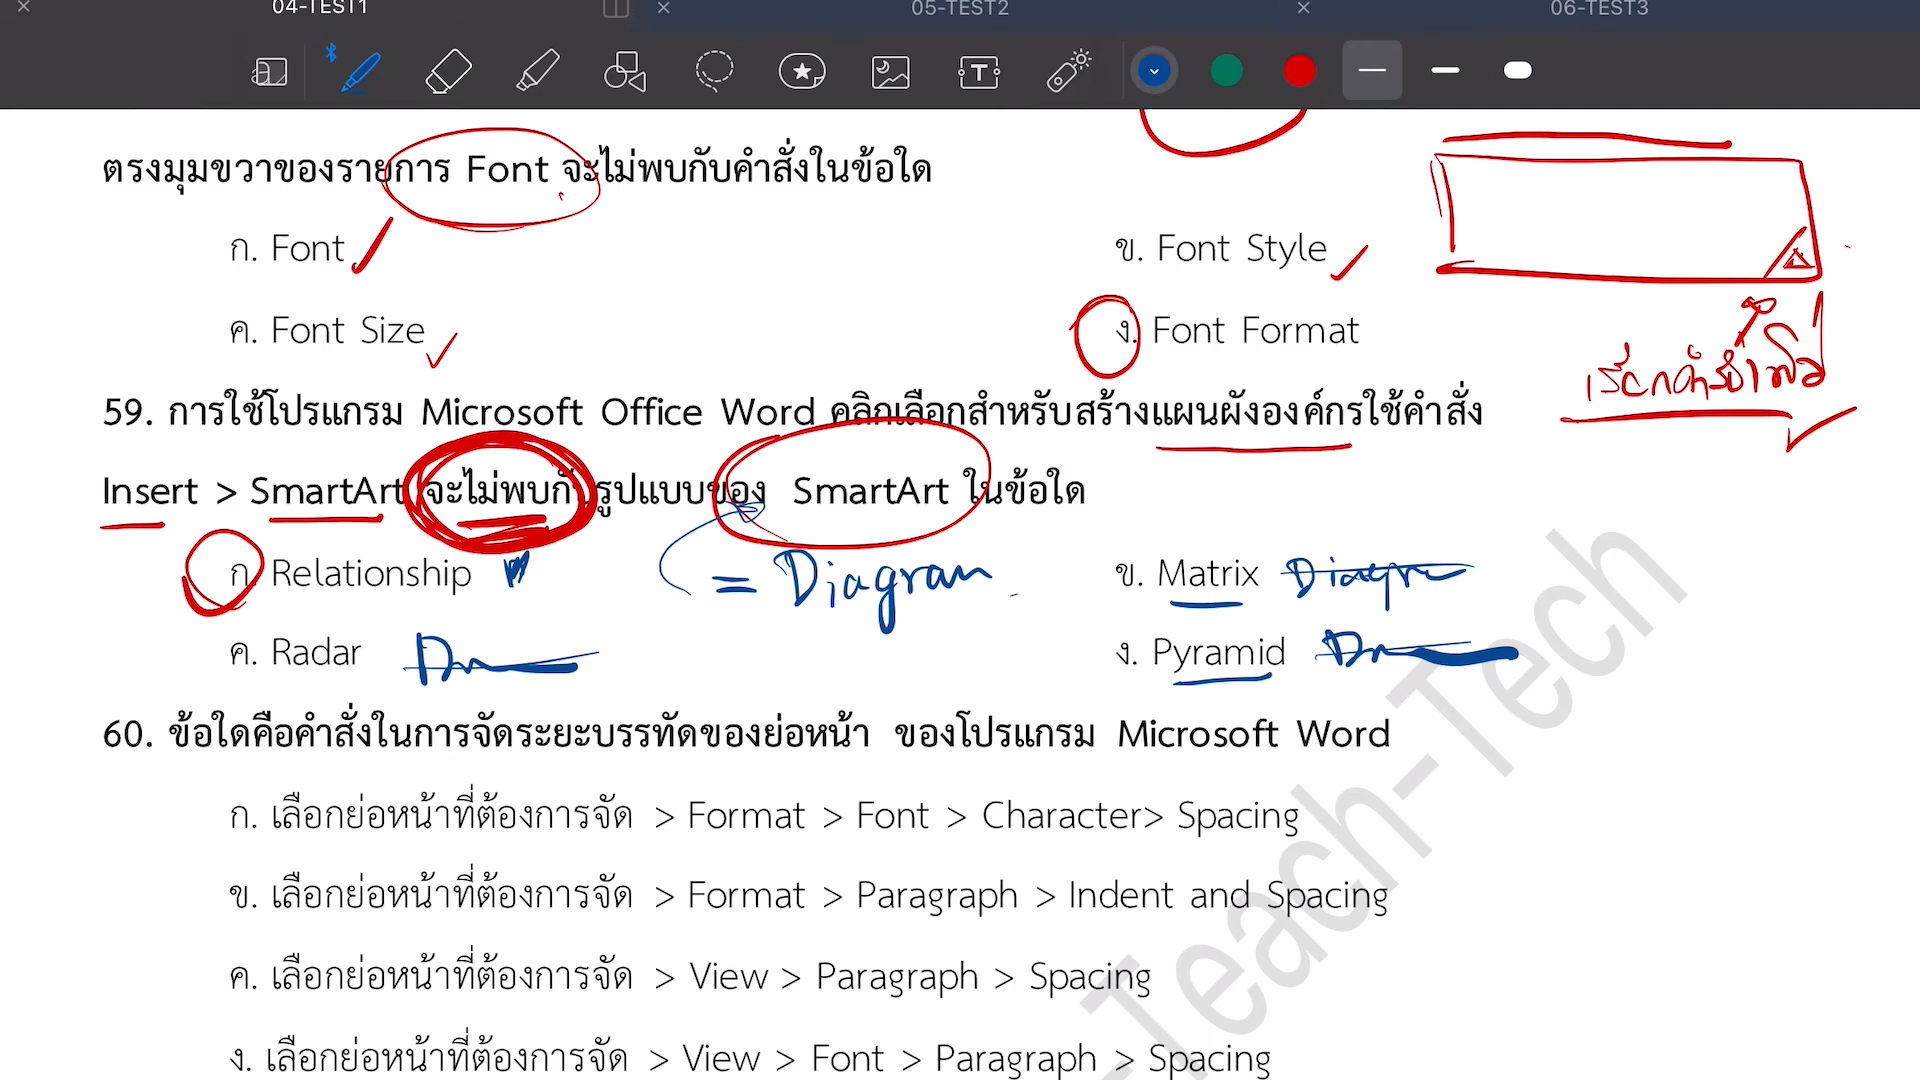 04-TEST1
05-TEST2
06-TEST3
ตรงมุมขวาของรายการ Font จะไม่พบกับคำสั่งในข้อใด
ก. Font
ข. Font Style
ค. Font Size
ง. Font Format
59. การใช้โปรแกรม Microsoft Office Word คลิกเลือกสำหรับสร้างแผนผังองค์กรใช้คำสั่ง
Insert > SmartArt จะไม่พบกับรูปแบบของ SmartArt ในข้อใด
ก. Relationship
= Diagram
ข. Matrix
ค. Radar
ง. Pyramid
60. ข้อใดคือคำสั่งในการจัดระยะบรรทัดของย่อหน้า ของโปรแกรม Microsoft Word
ก. เลือกย่อหน้าที่ต้องการจัด > Format > Font > Character> Spacing
ข. เลือกย่อหน้าที่ต้องการจัด > Format > Paragraph > Indent and Spacing
ค. เลือกย่อหน้าที่ต้องการจัด > View > Paragraph > Spacing
ง. เลือกย่อหน้าที่ต้องการจัด > View > Font > Paragraph > Spacing
-Teach-Tech